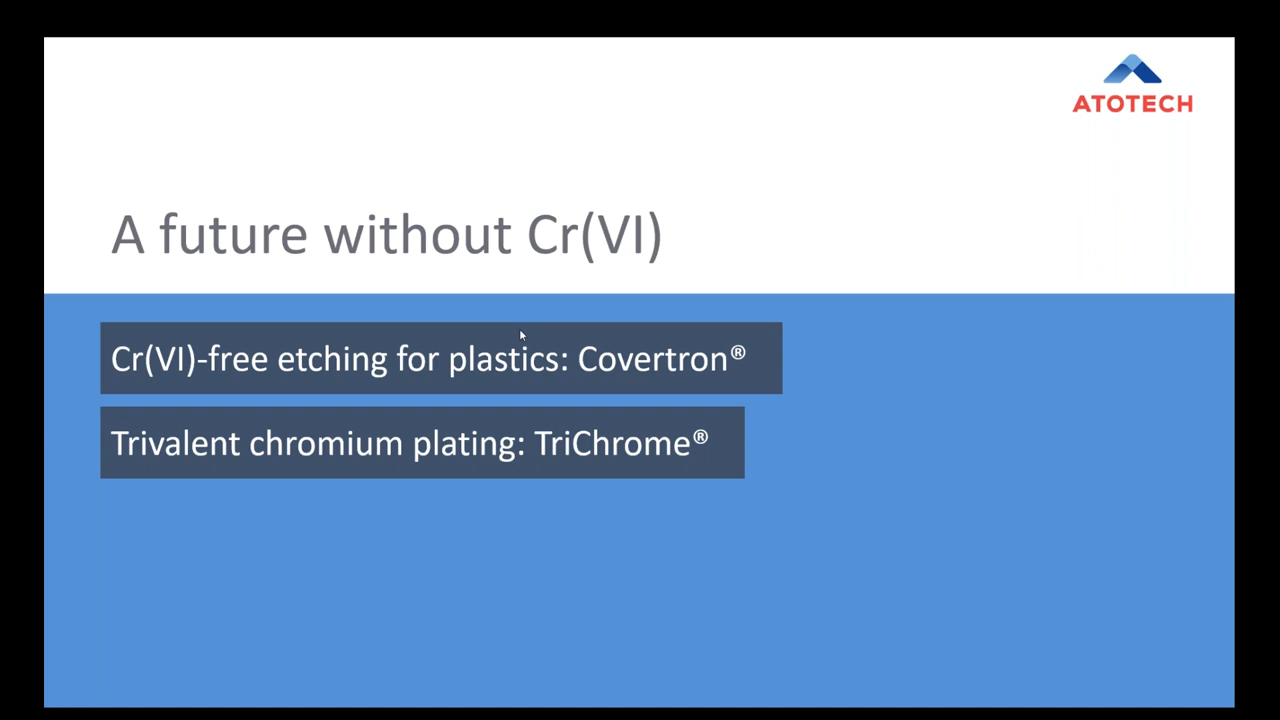 ATOTECH
A future without Cr(VI)
Cr(VI)-free etching for plastics: Covertron®
Trivalent chromium plating: TriChrome®